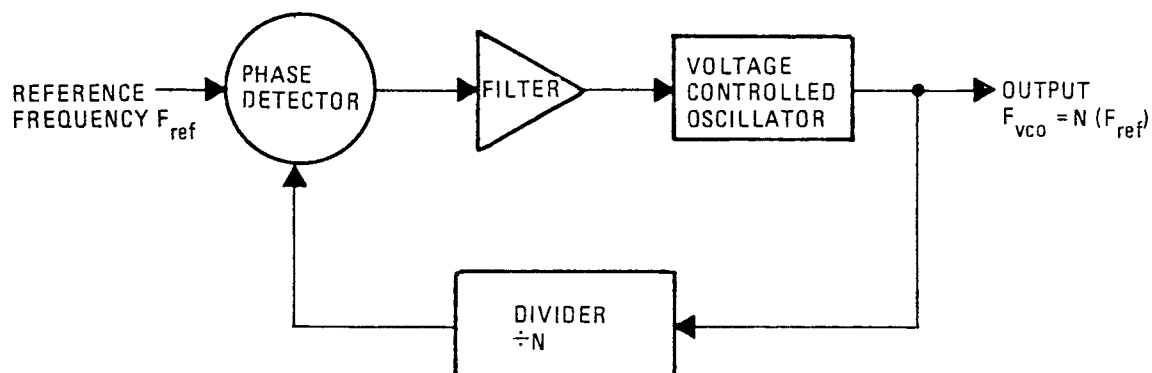 REFERENCE
FREQUENCY F_ref
PHASE
DETECTOR
FILTER
VOLTAGE
CONTROLLED
OSCILLATOR
OUTPUT
F_vco = N (F_ref)
DIVIDER
÷N